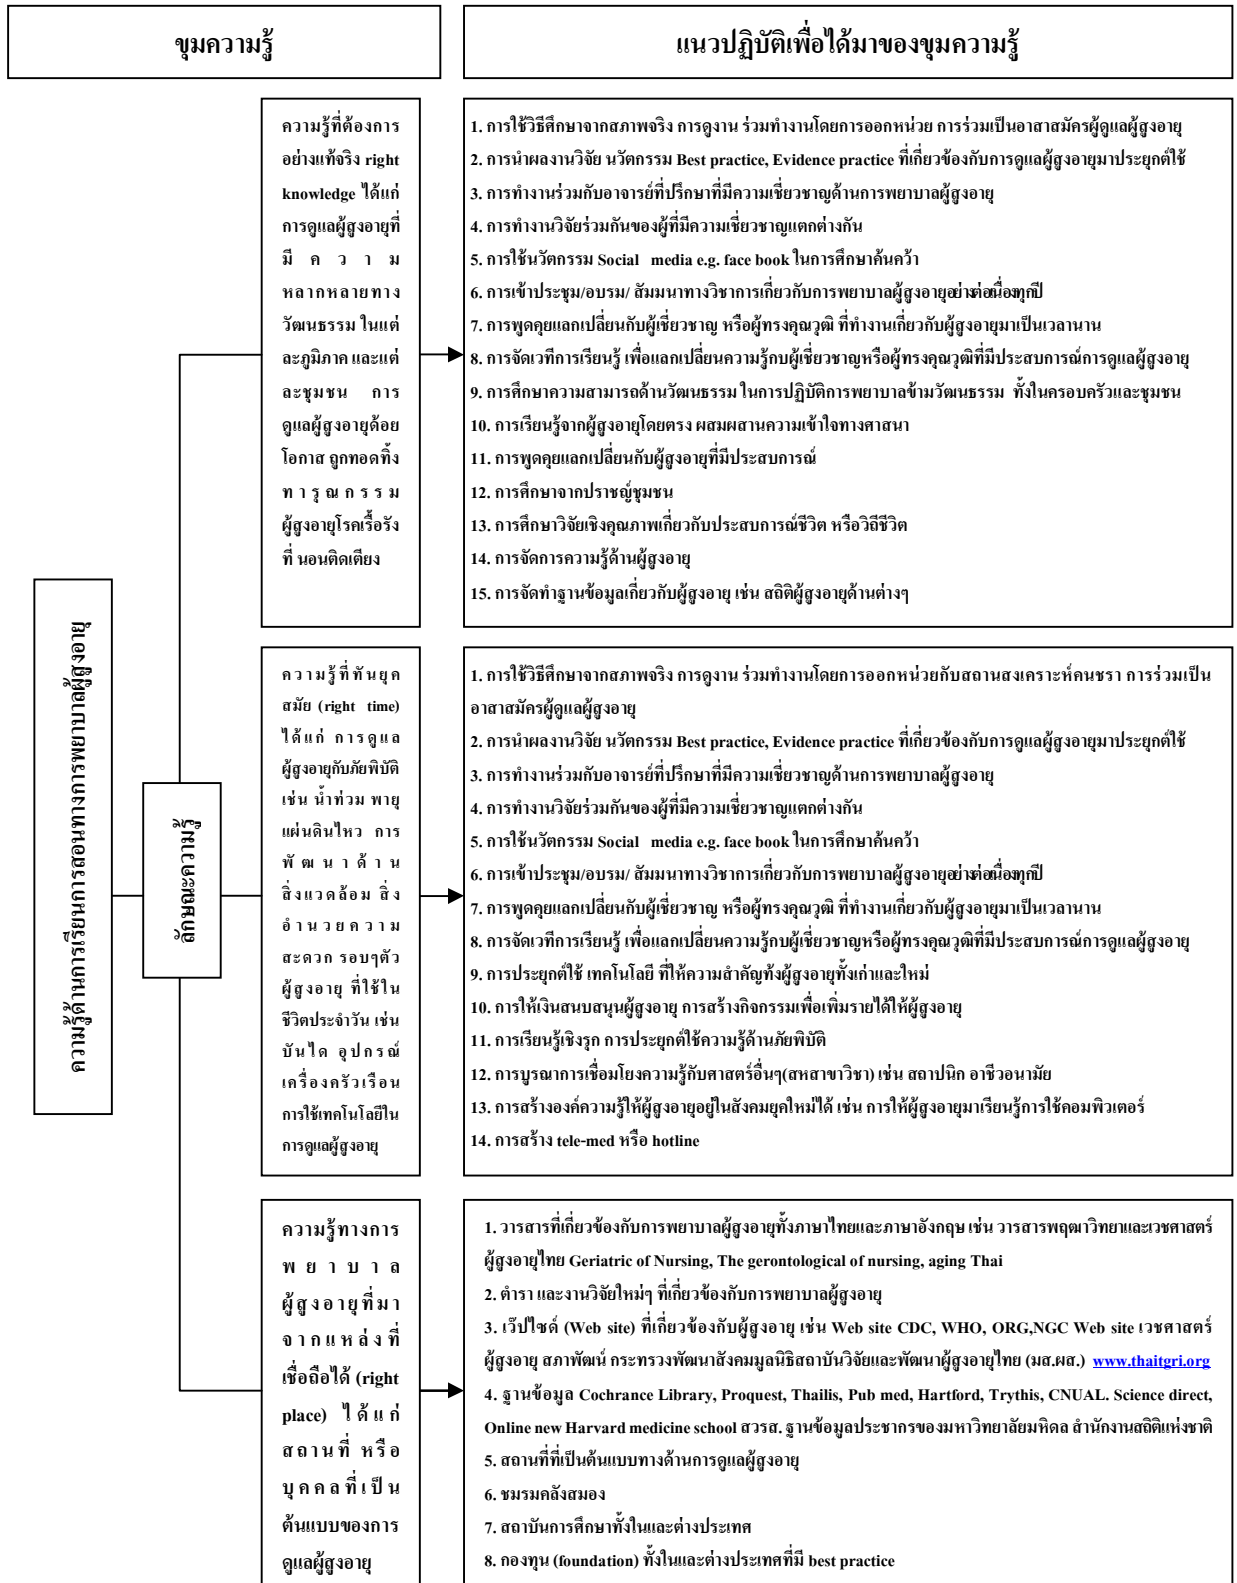 ขุมความรู้
แนวปฏิบัติเพื่อได้มาของขุมความรู้
ความรู้ด้านการเรียนการสอนทางการพยาบาลผู้สูงอายุ
ลักษณะความรู้
ความรู้ที่ต้องการ
อย่างแท้จริง right
knowledge ได้แก่
การดูแลผู้สูงอายุที่
มีความ
หลากหลายทาง
วัฒนธรรม ในแต่
ละภูมิภาค และแต่
ละชุมชน การ
ดูแลผู้สูงอายุด้อย
โอกาส ถูกทอดทิ้ง
ทารุณกรรม
ผู้สูงอายุโรคเรื้อรัง
ที่ นอนติดเตียง
1. การใช้วิธีศึกษาจากสภาพจริง การดูงาน ร่วมทำงานโดยการออกหน่วย การร่วมเป็นอาสาสมัครผู้ดูแลผู้สูงอายุ
2. การนำผลงานวิจัย นวัตกรรม Best practice, Evidence practice ที่เกี่ยวข้องกับการดูแลผู้สูงอายุมาประยุกต์ใช้
3. การทำงานร่วมกับอาจารย์ที่ปรึกษาที่มีความเชี่ยวชาญด้านการพยาบาลผู้สูงอายุ
4. การทำงานวิจัยร่วมกันของผู้ที่มีความเชี่ยวชาญแตกต่างกัน
5. การใช้นวัตกรรม Social media e.g. face book ในการศึกษาค้นคว้า
6. การเข้าประชุม/อบรม/ สัมมนาทางวิชาการเกี่ยวกับการพยาบาลผู้สูงอายุอย่างต่อเนื่องทุกปี
7. การพูดคุยแลกเปลี่ยนกับผู้เชี่ยวชาญ หรือผู้ทรงคุณวุฒิ ที่ทำงานเกี่ยวกับผู้สูงอายุมาเป็นเวลานาน
8. การจัดเวทีการเรียนรู้ เพื่อแลกเปลี่ยนความรู้กบผู้เชี่ยวชาญหรือผู้ทรงคุณวุฒิที่มีประสบการณ์การดูแลผู้สูงอายุ
9. การศึกษาความสามารถด้านวัฒนธรรม ในการปฏิบัติการพยาบาลข้ามวัฒนธรรม ทั้งในครอบครัวและชุมชน
10. การเรียนรู้จากผู้สูงอายุโดยตรง ผสมผสานความเข้าใจทางศาสนา
11. การพูดคุยแลกเปลี่ยนกับผู้สูงอายุที่มีประสบการณ์
12. การศึกษาจากปราชญ์ชุมชน
13. การศึกษาวิจัยเชิงคุณภาพเกี่ยวกับประสบการณ์ชีวิต หรือวิถีชีวิต
14. การจัดการความรู้ด้านผู้สูงอายุ
15. การจัดทำฐานข้อมูลเกี่ยวกับผู้สูงอายุ เช่น สถิติผู้สูงอายุด้านต่างๆ
ความรู้ที่ทันยุค
สมัย (right time)
ได้แก่ การดูแล
ผู้สูงอายุกับภัยพิบัติ
เช่น น้ำท่วม พายุ
แผ่นดินไหว การ
พัฒนาด้าน
สิ่งแวดล้อม สิ่ง
อำนวยความ
สะดวก รอบๆตัว
ผู้สูงอายุ ที่ใช้ใน
ชีวิตประจำวัน เช่น
บันได อุปกรณ์
เครื่องครัวเรือน
การใช้เทคโนโลยีใน
การดูแลผู้สูงอายุ
1. การใช้วิธีศึกษาจากสภาพจริง การดูงาน ร่วมทำงานโดยการออกหน่วยกับสถานสงเคราะห์คนชรา การร่วมเป็น
อาสาสมัครผู้ดูแลผู้สูงอายุ
2. การนำผลงานวิจัย นวัตกรรม Best practice, Evidence practice ที่เกี่ยวข้องกับการดูแลผู้สูงอายุมาประยุกต์ใช้
3. การทำงานร่วมกับอาจารย์ที่ปรึกษาที่มีความเชี่ยวชาญด้านการพยาบาลผู้สูงอายุ
4. การทำงานวิจัยร่วมกันของผู้ที่มีความเชี่ยวชาญแตกต่างกัน
5. การใช้นวัตกรรม Social media e.g. face book ในการศึกษาค้นคว้า
6. การเข้าประชุม/อบรม/ สัมมนาทางวิชาการเกี่ยวกับการพยาบาลผู้สูงอายุอย่างต่อเนื่องทุกปี
7. การพูดคุยแลกเปลี่ยนกับผู้เชี่ยวชาญ หรือผู้ทรงคุณวุฒิ ที่ทำงานเกี่ยวกับผู้สูงอายุมาเป็นเวลานาน
8. การจัดเวทีการเรียนรู้ เพื่อแลกเปลี่ยนความรู้กบผู้เชี่ยวชาญหรือผู้ทรงคุณวุฒิที่มีประสบการณ์การดูแลผู้สูงอายุ
9. การประยุกต์ใช้ เทคโนโลยี ที่ให้ความสำคัญทั้งผู้สูงอายุทั้งเก่าและใหม่
10. การให้เงินสนบสนุนผู้สูงอายุ การสร้างกิจกรรมเพื่อเพิ่มรายได้ให้ผู้สูงอายุ
11. การเรียนรู้เชิงรุก การประยุกต์ใช้ความรู้ด้านภัยพิบัติ
12. การบูรณาการเชื่อมโยงความรู้กับศาสตร์อื่นๆ(สหสาขาวิชา) เช่น สถาปนิก อาชีวอนามัย
13. การสร้างองค์ความรู้ให้ผู้สูงอายุอยู่ในสังคมยุคใหม่ได้ เช่น การให้ผู้สูงอายุมาเรียนรู้การใช้คอมพิวเตอร์
14. การสร้าง tele-med หรือ hotline
ความรู้ทางการ
พยาบาล
ผู้สูงอายุที่มา
จากแหล่งที่
เชื่อถือได้ (right
place) ได้แก่
สถานที่ หรือ
บุคคลที่เป็น
ต้นแบบของการ
ดูแลผู้สูงอายุ
1. วารสารที่เกี่ยวข้องกับการพยาบาลผู้สูงอายุทั้งภาษาไทยและภาษาอังกฤษ เช่น วารสารพฤฒาวิทยาและเวชศาสตร์
ผู้สูงอายุไทย Geriatric of Nursing, The gerontological of nursing, aging Thai
2. ตำรา และงานวิจัยใหม่ๆ ที่เกี่ยวข้องกับการพยาบาลผู้สูงอายุ
3. เว๊ปไซด์ (Web site) ที่เกี่ยวข้องกับผู้สูงอายุ เช่น Web site CDC, WHO, ORG,NGC Web site เวชศาสตร์
ผู้สูงอายุ สภาพัฒน์ กระทรวงพัฒนาสังคมมูลนิธิสถาบันวิจัยและพัฒนาผู้สูงอายุไทย (มส.ผส.) www.thaitgri.org
4. ฐานข้อมูล Cochrance Library, Proquest, Thailis, Pub med, Hartford, Trythis, CNUAL. Science direct,
Online new Harvard medicine school สวรส. ฐานข้อมูลประชากรของมหาวิทยาลัยมหิดล สำนักงานสถิติแห่งชาติ
5. สถานที่ที่เป็นต้นแบบทางด้านการดูแลผู้สูงอายุ
6. ชมรมคลังสมอง
7. สถาบันการศึกษาทั้งในและต่างประเทศ
8. กองทุน (foundation) ทั้งในและต่างประเทศที่มี best practice